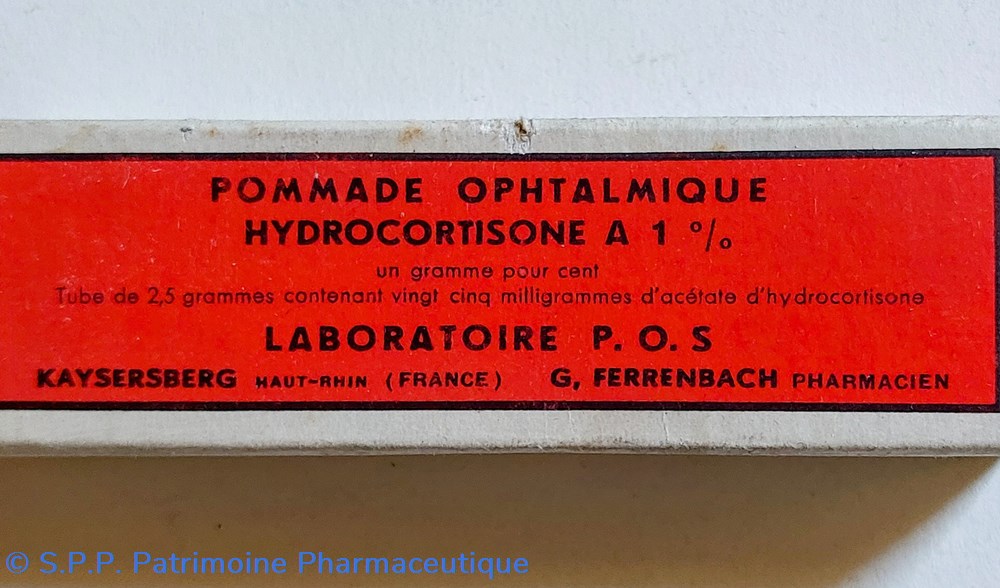 POMMADE OPHTALMIQUE
HYDROCORTISONE A 1 %
un gramme pour cent
Tube de 2,5 grammes contenant vingt cinq milligrammes d'acétate d'hydrocortisone
LABORATOIRE P. O. S
KAYSERSBERG HAUT-RHIN (FRANCE) G, FERRENBACH PHARMACIEN
© S.P.P. Patrimoine Pharmaceutique